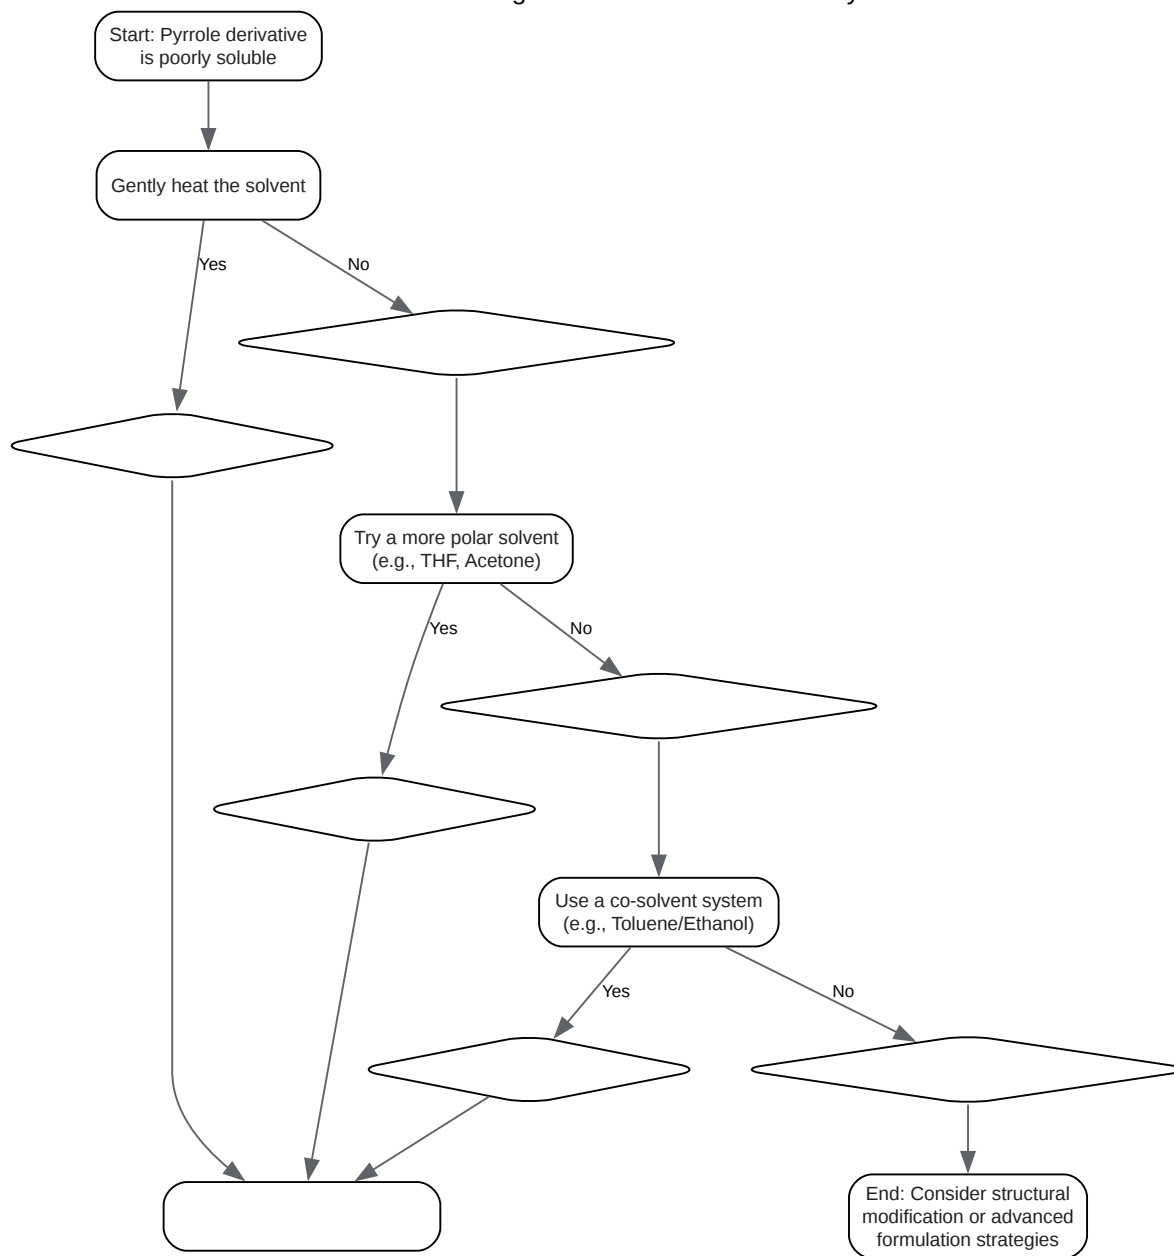 Start: Pyrrole derivative
is poorly soluble
Gently heat the solvent
Yes
No
Try a more polar solvent
(e.g., THF, Acetone)
Yes
No
Use a co-solvent system
(e.g., Toluene/Ethanol)
Yes
No
End: Consider structural
modification or advanced
formulation strategies